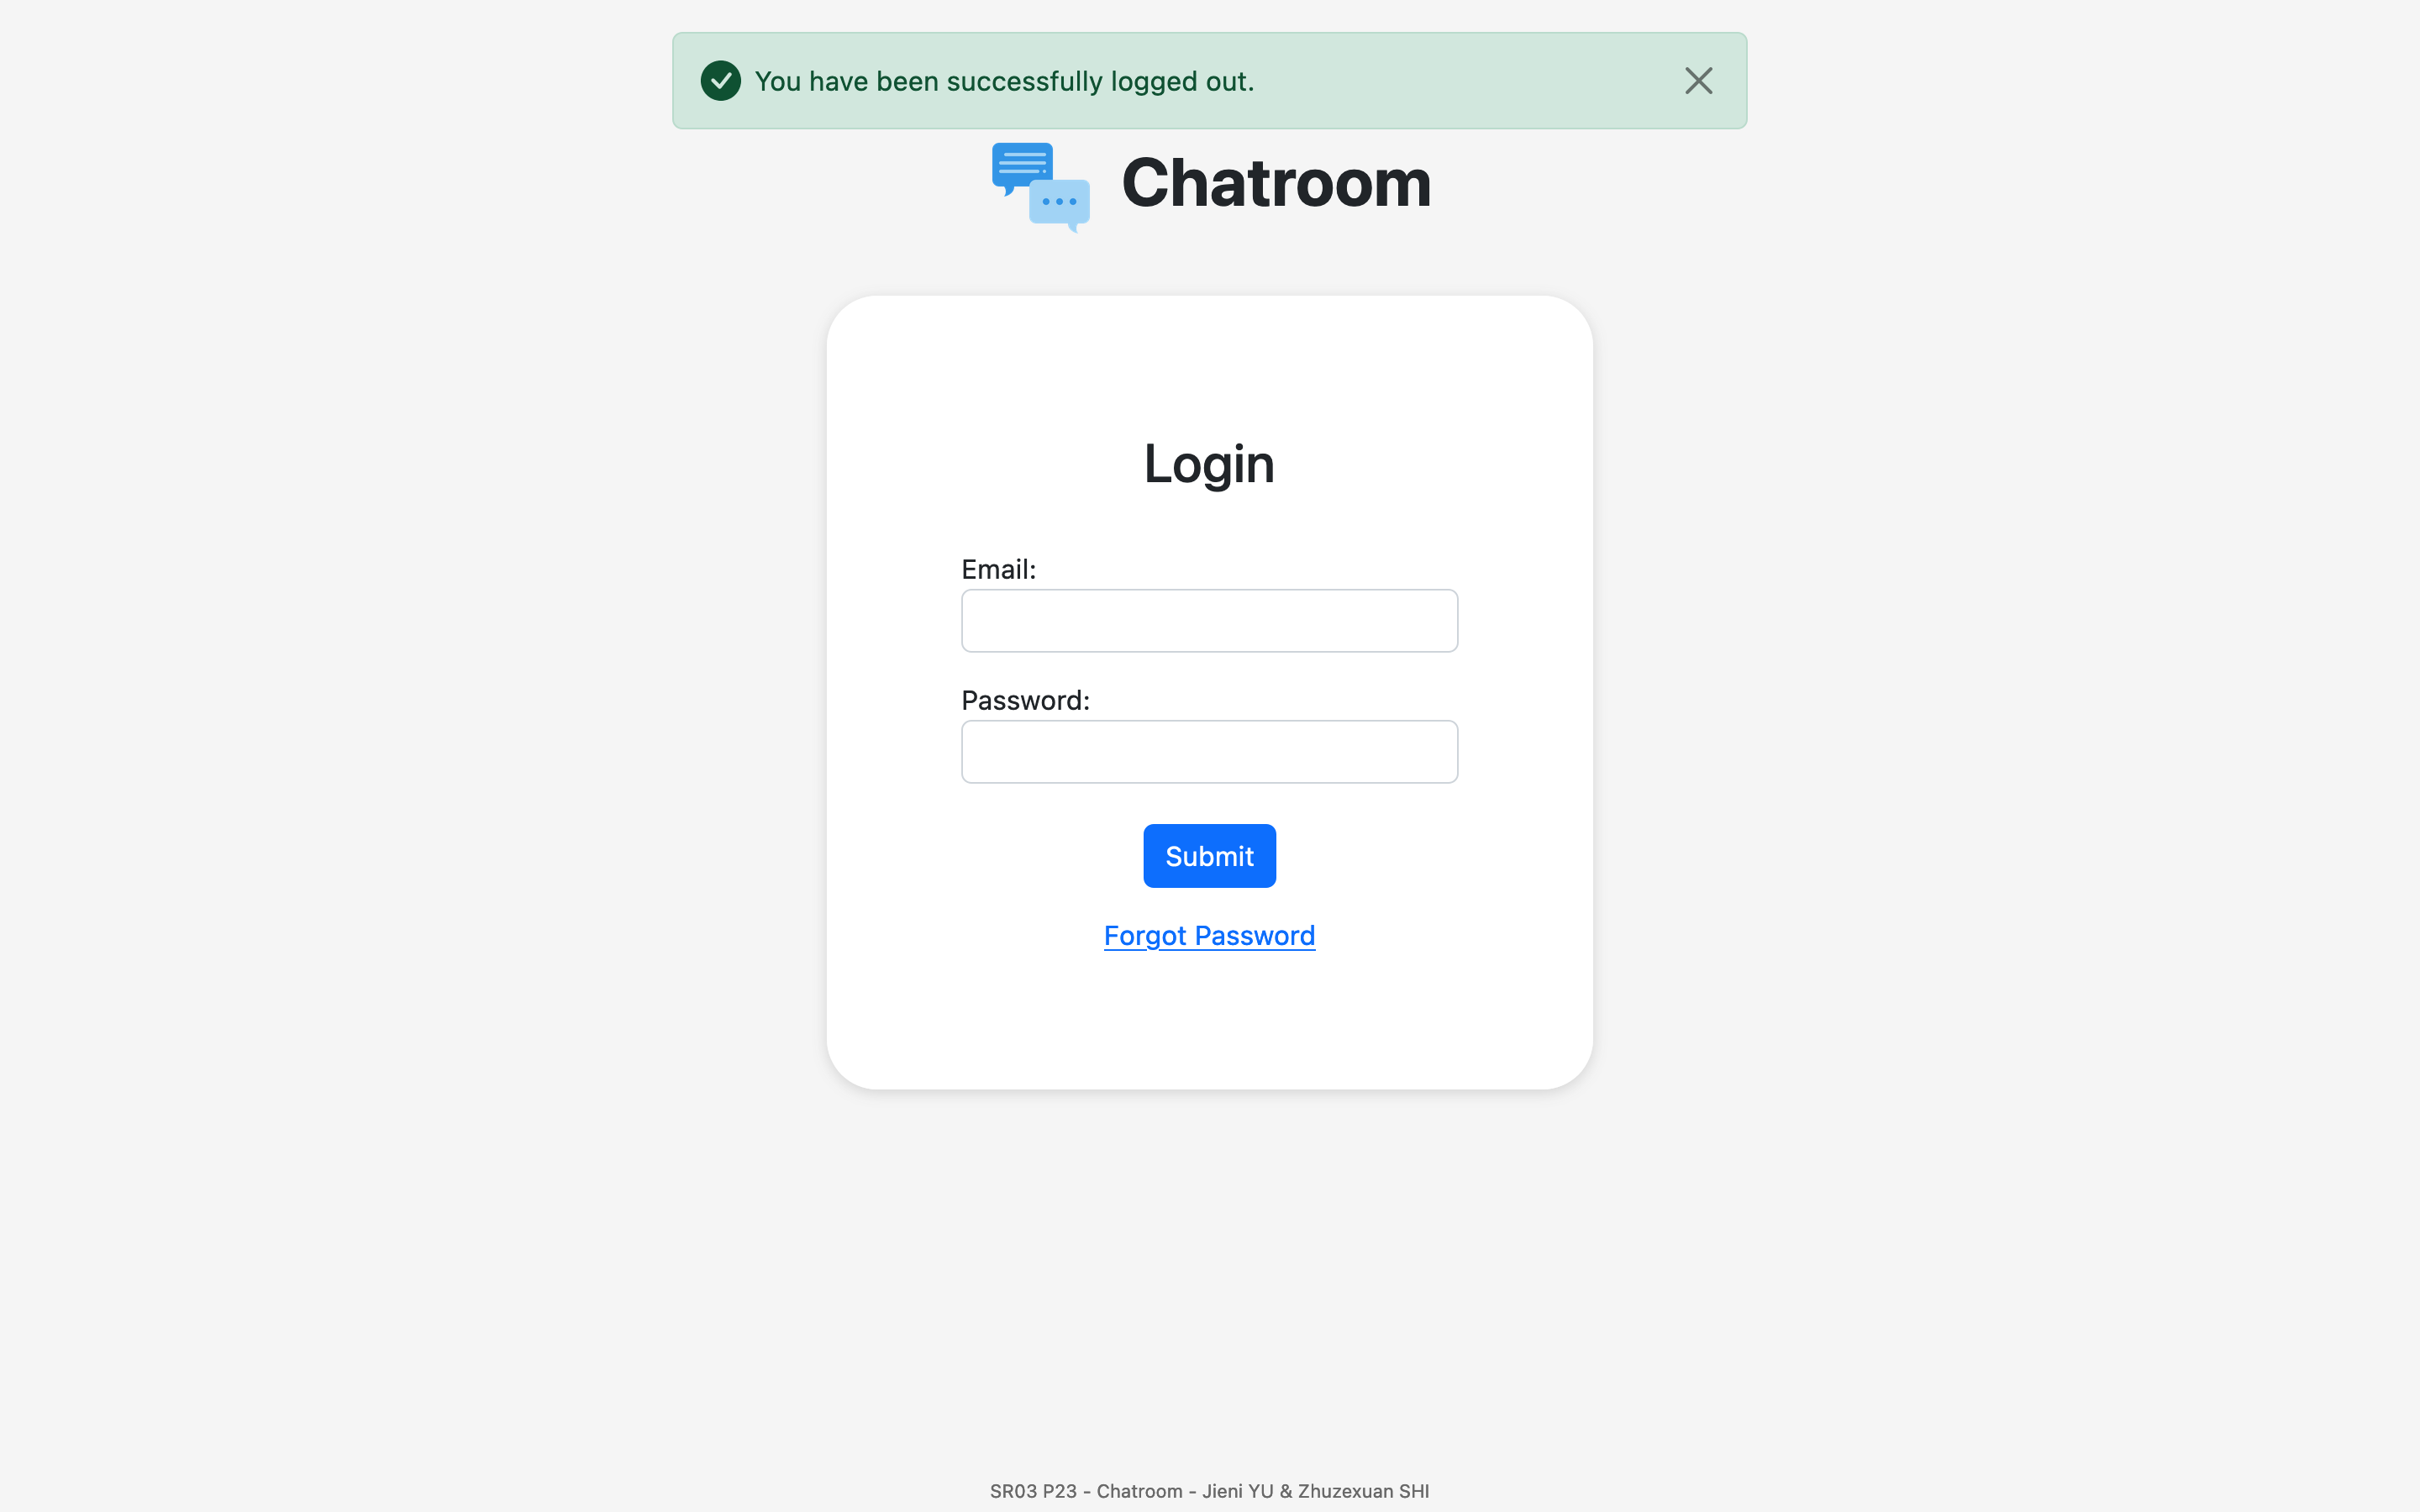 You have been successfully logged out.
Chatroom
Login
Email:
Password:
Submit
Forgot Password
SR03 P23 - Chatroom - Jieni YU & Zhuzexuan SHI